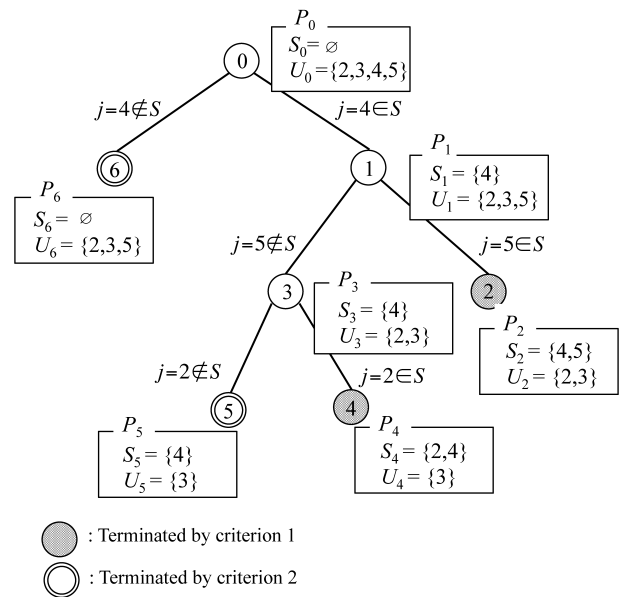 P0
S0 = ∅
U0 = {2,3,4,5}
0
j=4∉S
j=4∈S
6
1
P1
S1 = {4}
U1 = {2,3,5}
P6
S6 = ∅
U6 = {2,3,5}
j=5∉S
j=5∈S
3
P3
S3 = {4}
U3 = {2,3}
2
P2
S2 = {4,5}
U2 = {2,3}
j=2∉S
j=2∈S
5
4
P5
S5 = {4}
U5 = {3}
P4
S4 = {2,4}
U4 = {3}
: Terminated by criterion 1
: Terminated by criterion 2